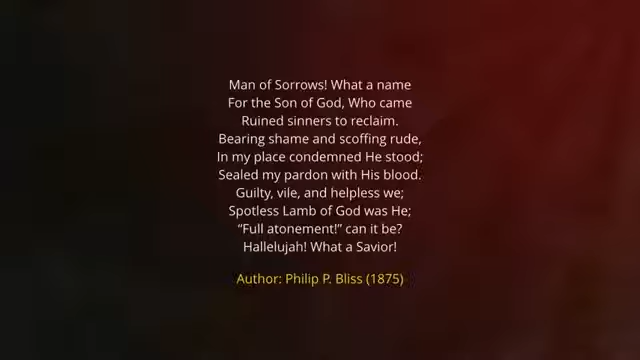 Man of Sorrows! What a name
For the Son of God, Who came
Ruined sinners to reclaim.
Bearing shame and scoffing rude,
In my place condemned He stood;
Sealed my pardon with His blood.
Guilty, vile, and helpless we;
Spotless Lamb of God was He;
“Full atonement!” can it be?
Hallelujah! What a Savior!
Author: Philip P. Bliss (1875)